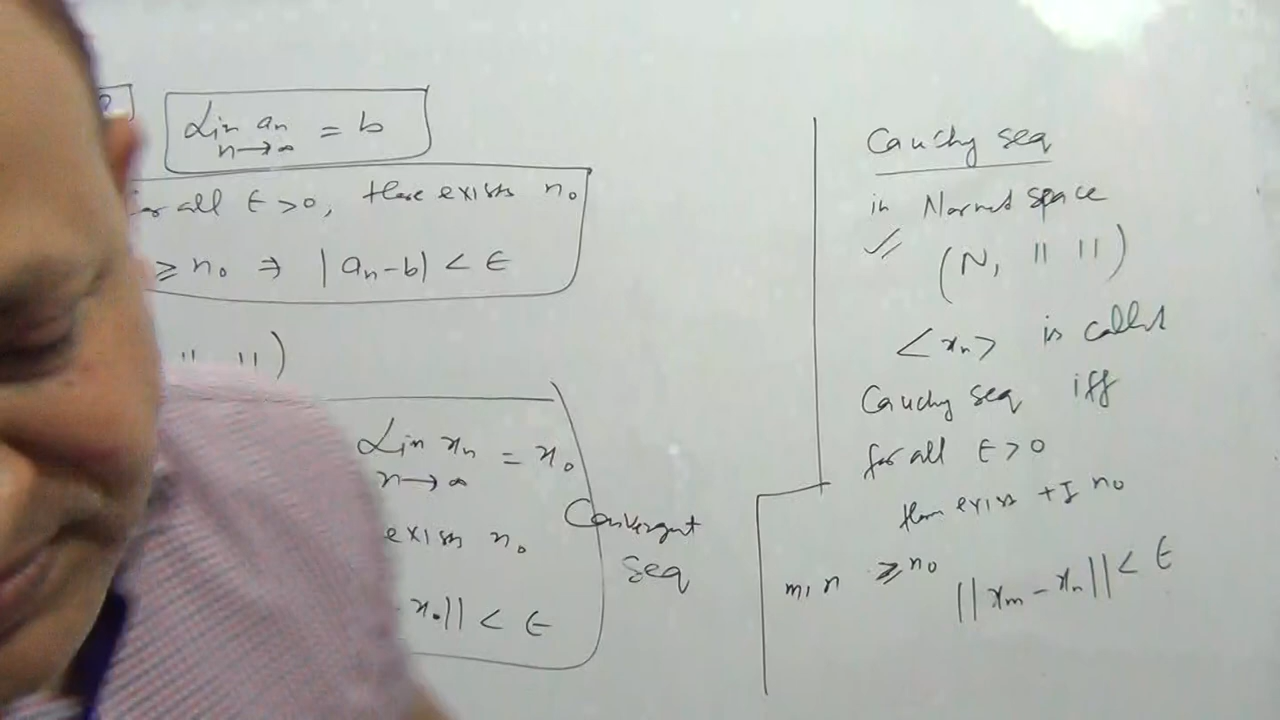 Lim an = b
n→∞
for all ε > 0, there exists n₀
≥ n₀ ⇒ |an - b| < ε
|| ||)
Lim xn = x₀
n→∞
exists n₀
- x₀|| < ε
Convergent
seq
Cauchy seq
in Normed space
(N, || ||)
<xn> is called
Cauchy seq iff
for all ε > 0
there exists +I n₀
m, n ≥ n₀ ||xm - xn|| < ε